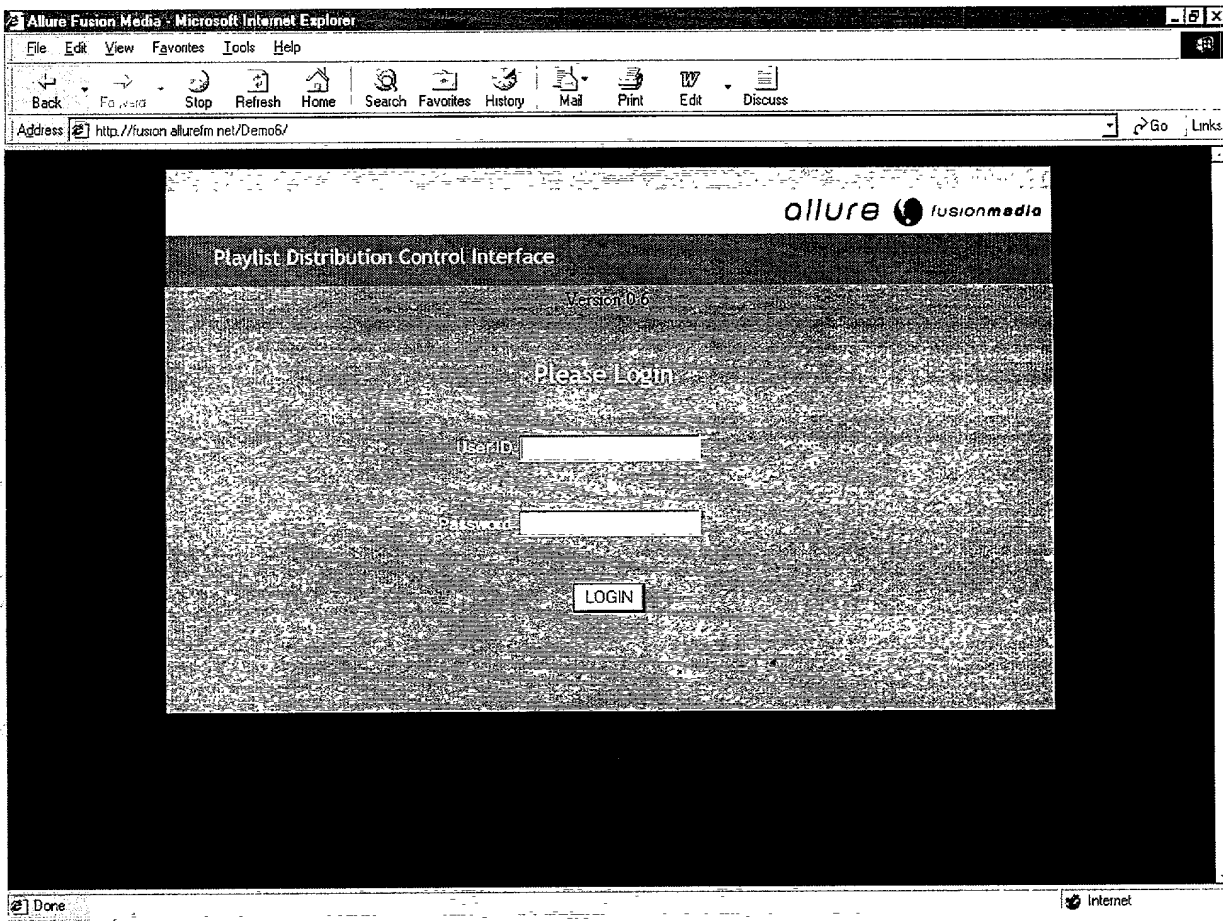 Allure Fusion Media - Microsoft Internet Explorer
File Edit View Favorites Tools Help
Back Forward Stop Refresh Home Search Favorites History Mail Print Edit Discuss
Address http://fusion allurefm net/Demo6/ Go Links
allure fusionmedia
Playlist Distribution Control Interface
Version 0.6
Please Login
User ID
Password
LOGIN
Done Internet